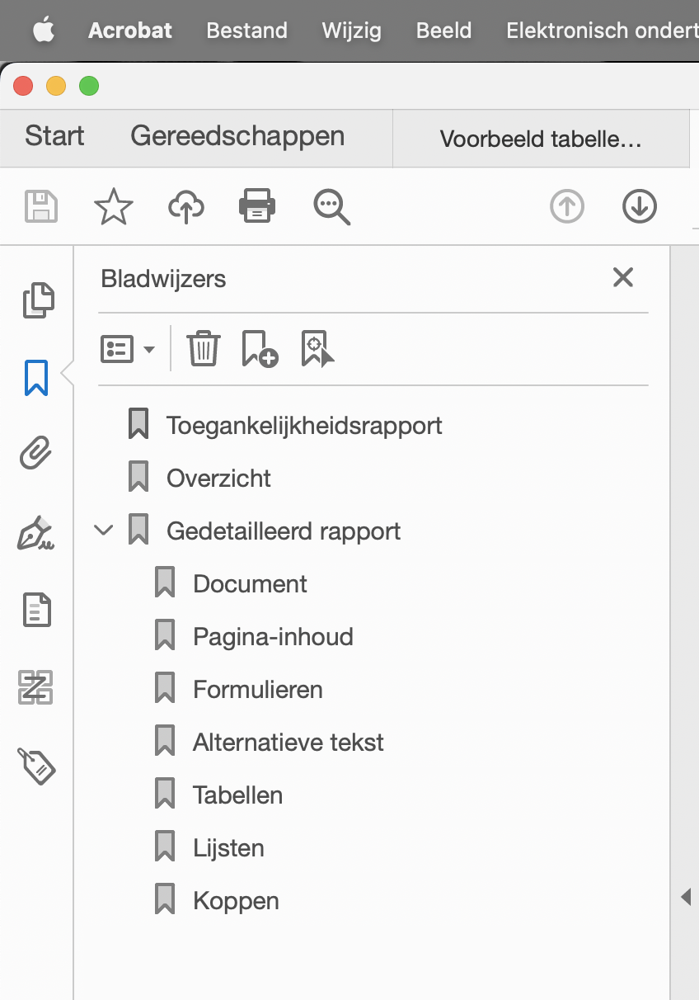 Acrobat Bestand Wijzig Beeld Elektronisch ondert
Start Gereedschappen Voorbeeld tabelle...
Bladwijzers
Toegankelijkheidsrapport
Overzicht
Gedetailleerd rapport
Document
Pagina-inhoud
Formulieren
Alternatieve tekst
Tabellen
Lijsten
Koppen